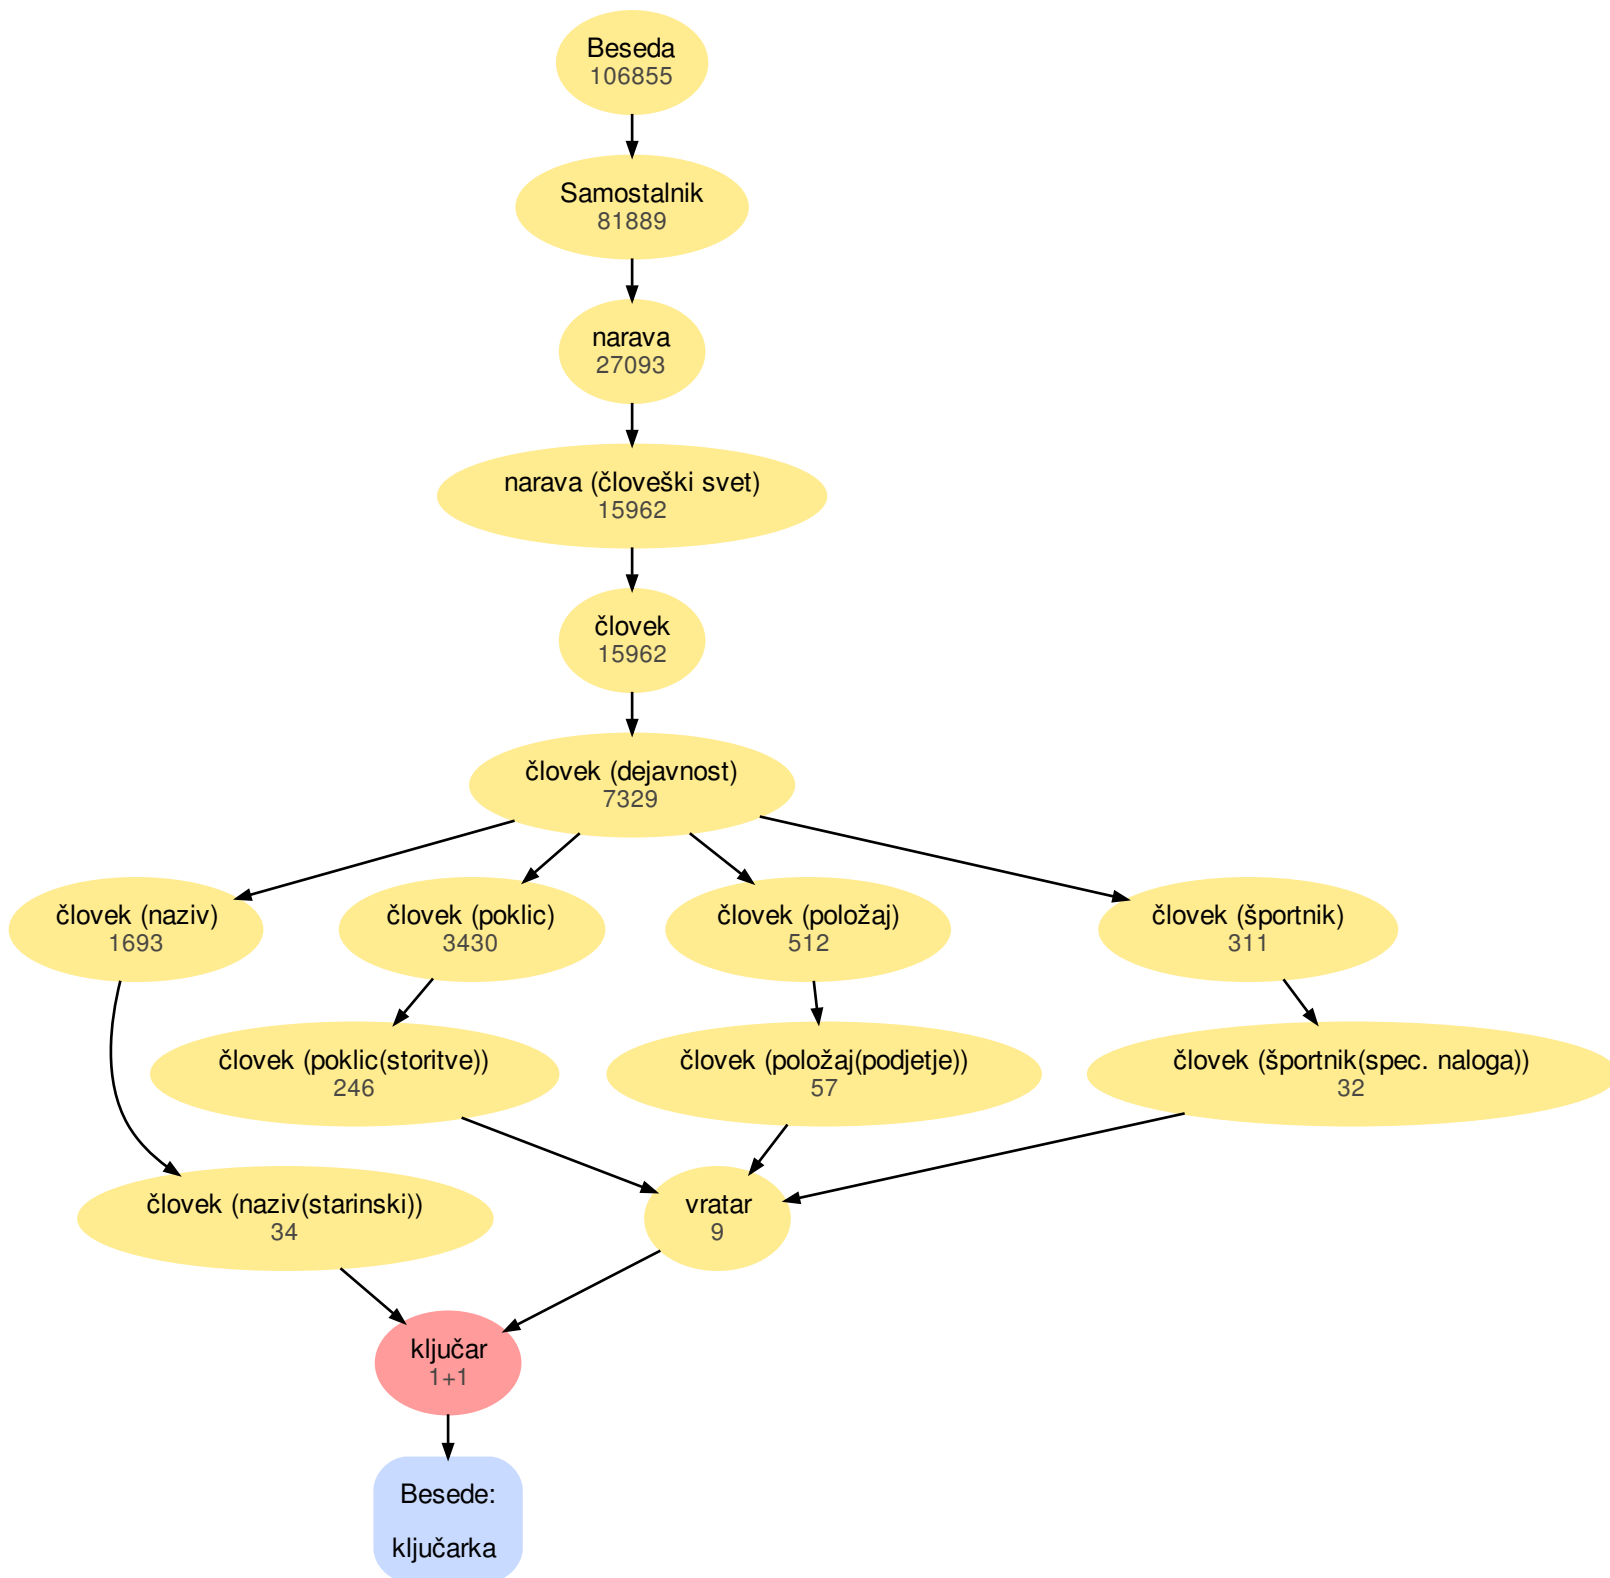 Beseda
106855
Samostalnik
81889
narava
27093
narava (človeški svet)
15962
človek
15962
človek (dejavnost)
7329
človek (naziv)
1693
človek (poklic)
3430
človek (položaj)
512
človek (športnik)
311
človek (poklic(storitve))
246
človek (položaj(podjetje))
57
človek (športnik(spec. naloga))
32
človek (naziv(starinski))
34
vratar
9
ključar
1+1
Besede:
ključarka